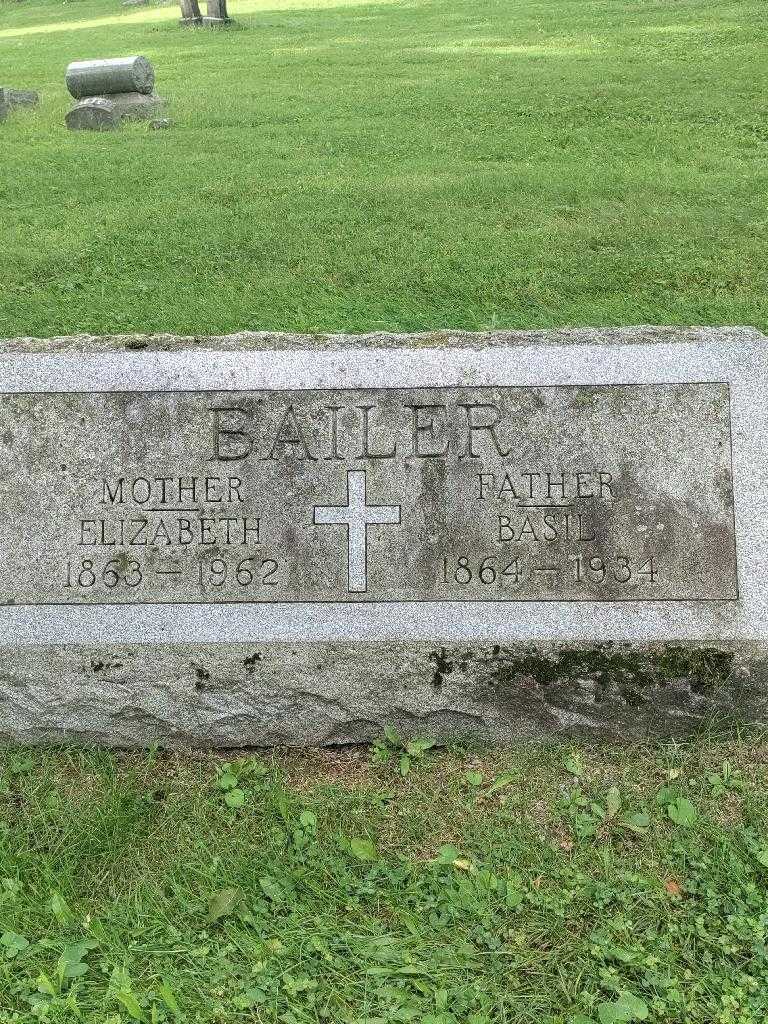 BAILER
MOTHER
ELIZABETH
1863 — 1962
FATHER
BASIL
1864 — 1934